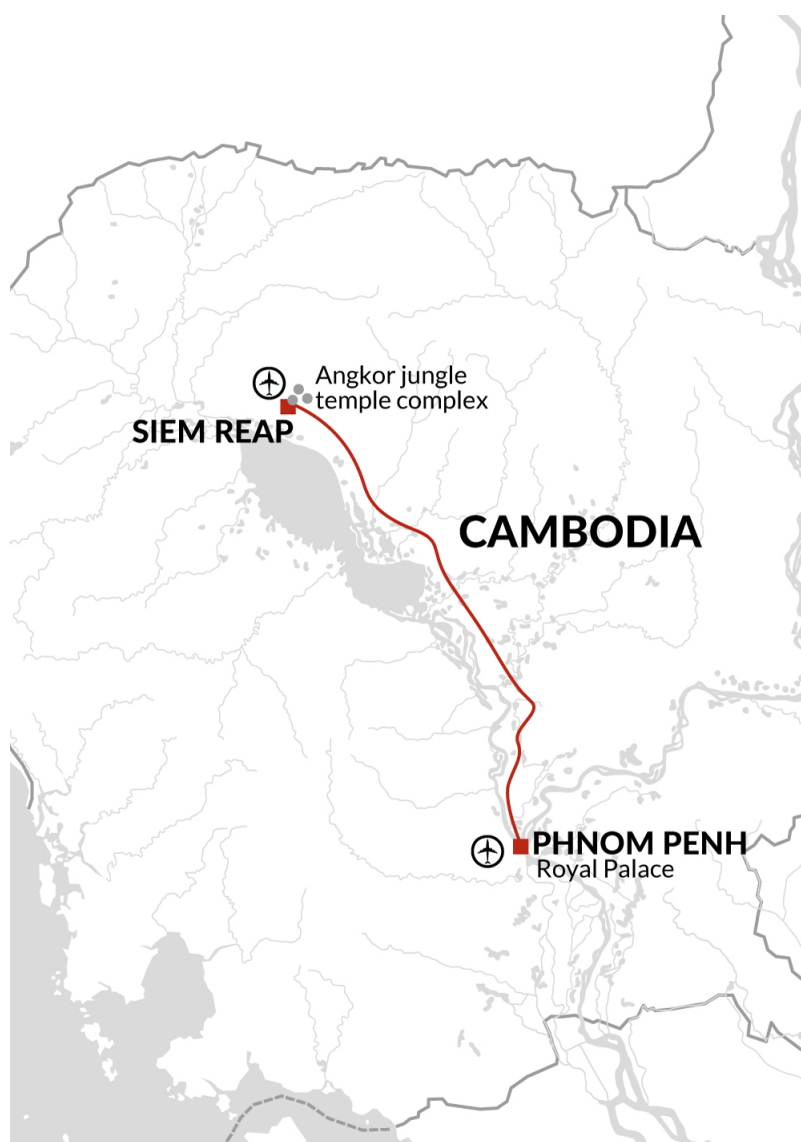 Angkor jungle
temple complex
SIEM REAP
CAMBODIA
PHNOM PENH
Royal Palace